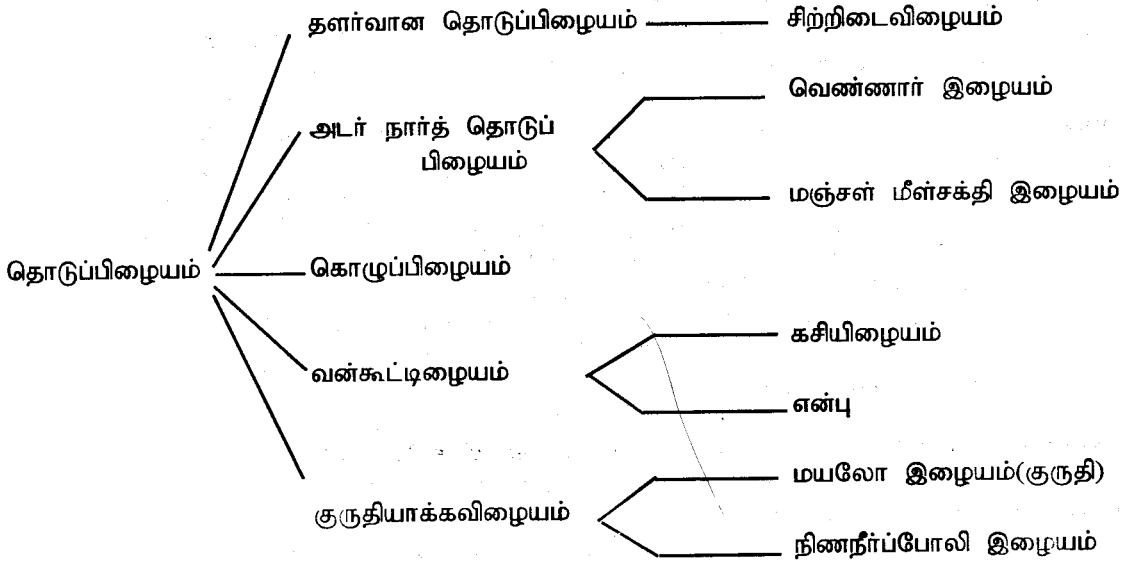 தளர்வான தொடுப்பிழையம்
சிற்றிடைவிழையம்
வெண்ணார் இழையம்
அடர் நார்த் தொடுப்
பிழையம்
மஞ்சள் மீள்சக்தி இழையம்
தொடுப்பிழையம்
கொழுப்பிழையம்
கசியிழையம்
வன்கூட்டிழையம்
என்பு
மயலோ இழையம்(குருதி)
குருதியாக்கவிழையம்
நிணநீர்ப்போலி இழையம்